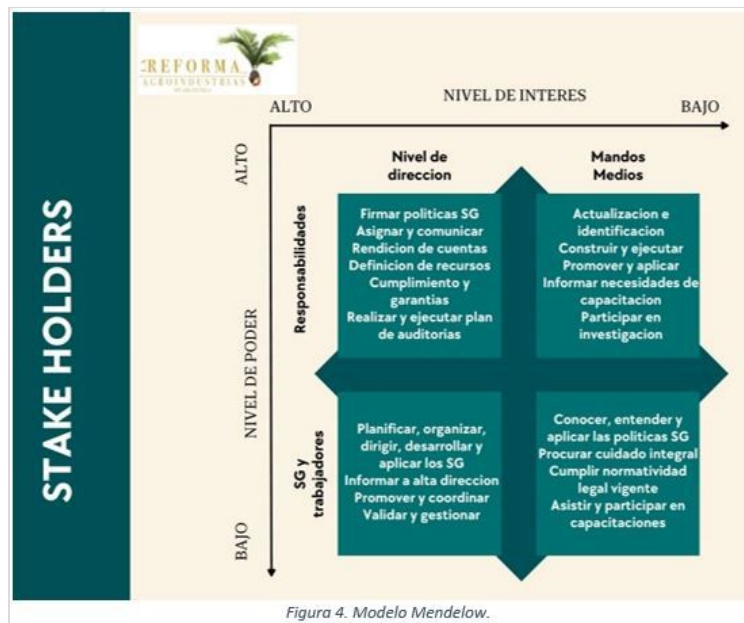 REFORMA
AGROINDUSTRIAS
NIVEL DE INTERES
ALTO
BAJO
ALTO
NIVEL DE PODER
BAJO
STAKE HOLDERS
Nivel de
direccion
Mandos
Medios
Responsabilidades
Firmar politicas SG
Asignar y comunicar
Rendicion de cuentas
Definicion de recursos
Cumplimiento y
garantias
Realizar y ejecutar plan
de auditorias
Actualizacion e
identificacion
Construir y ejecutar
Promover y aplicar
Informar necesidades de
capacitacion
Participar en
investigacion
SG y
trabajadores
Planificar, organizar,
dirigir, desarrollar y
aplicar los SG
Informar a alta direccion
Promover y coordinar
Validar y gestionar
Conocer, entender y
aplicar las politicas SG
Procurar cuidado integral
Cumplir normatividad
legal vigente
Asistir y participar en
capacitaciones
Figura 4. Modelo Mendelow.